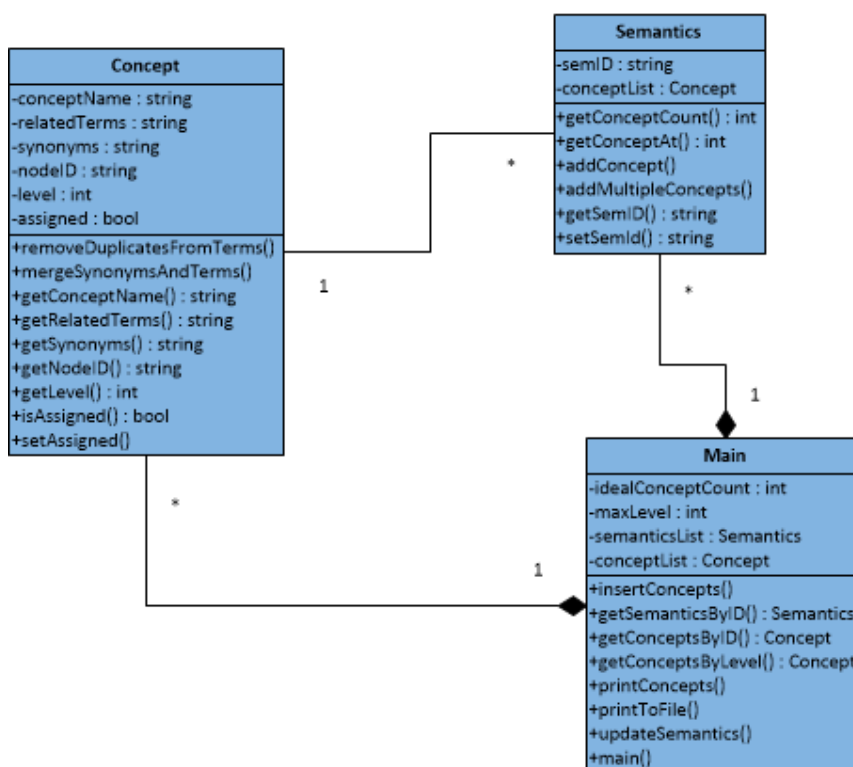 Concept
-conceptName : string
-relatedTerms : string
-synonyms : string
-nodeID : string
-level : int
-assigned : bool
+removeDuplicatesFromTerms()
+mergeSynonymsAndTerms()
+getConceptName() : string
+getRelatedTerms() : string
+getSynonyms() : string
+getNodeID() : string
+getLevel() : int
+isAssigned() : bool
+setAssigned()
Semantics
-semID : string
-conceptList : Concept
+getConceptCount() : int
+getConceptAt() : int
+addConcept()
+addMultipleConcepts()
+getSemID() : string
+setSemId() : string
*
1
*
1
*
1
Main
-idealConceptCount : int
-maxLevel : int
-semanticsList : Semantics
-conceptList : Concept
+insertConcepts()
+getSemanticsByID() : Semantics
+getConceptsByID() : Concept
+getConceptsByLevel() : Concept
+printConcepts()
+printToFile()
+updateSemantics()
+main()